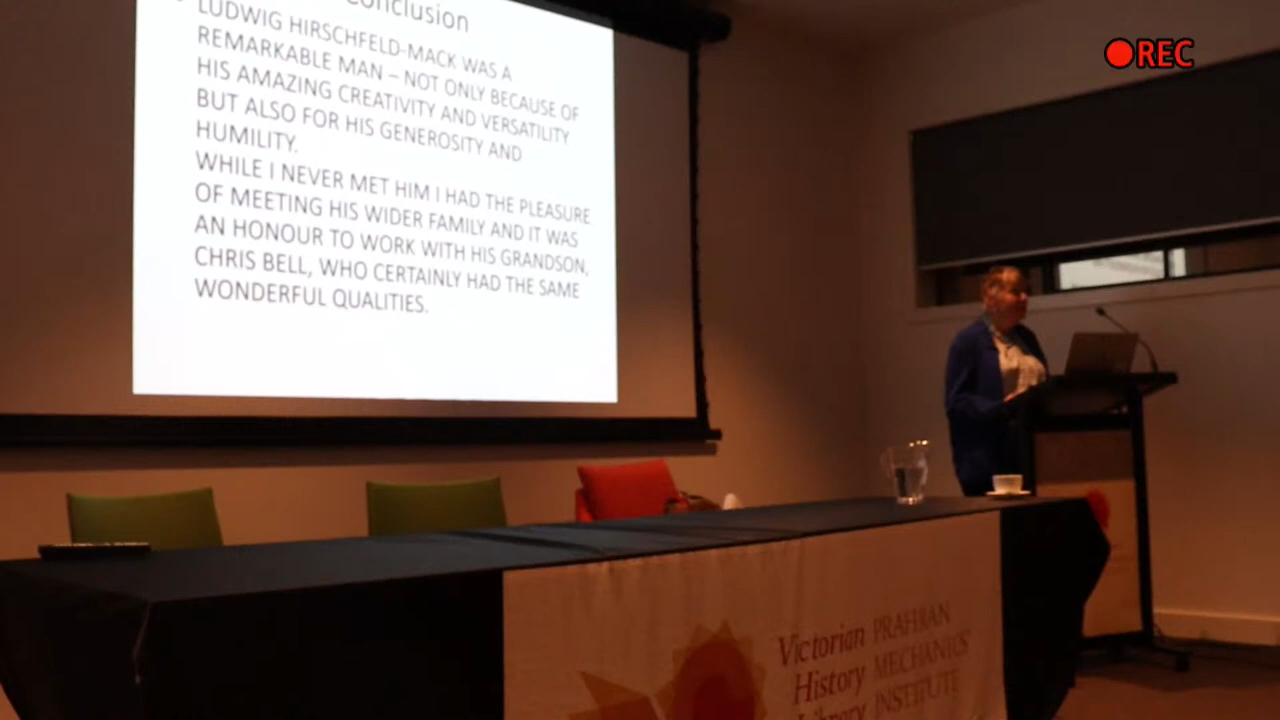 Conclusion
LUDWIG HIRSCHFELD-MACK WAS A
REMARKABLE MAN – NOT ONLY BECAUSE OF
HIS AMAZING CREATIVITY AND VERSATILITY
BUT ALSO FOR HIS GENEROSITY AND
HUMILITY.
WHILE I NEVER MET HIM I HAD THE PLEASURE
OF MEETING HIS WIDER FAMILY AND IT WAS
AN HONOUR TO WORK WITH HIS GRANDSON,
CHRIS BELL, WHO CERTAINLY HAD THE SAME
WONDERFUL QUALITIES.
REC
Victorian PRAHRAN
History MECHANICS'
Library INSTITUTE